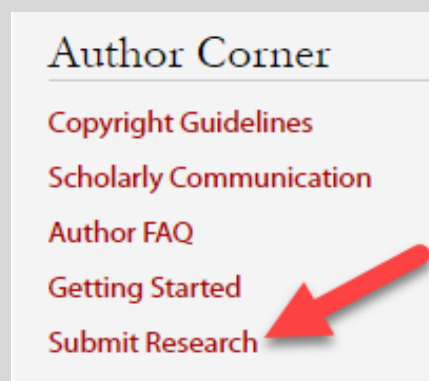 Author Corner
Copyright Guidelines
Scholarly Communication
Author FAQ
Getting Started
Submit Research